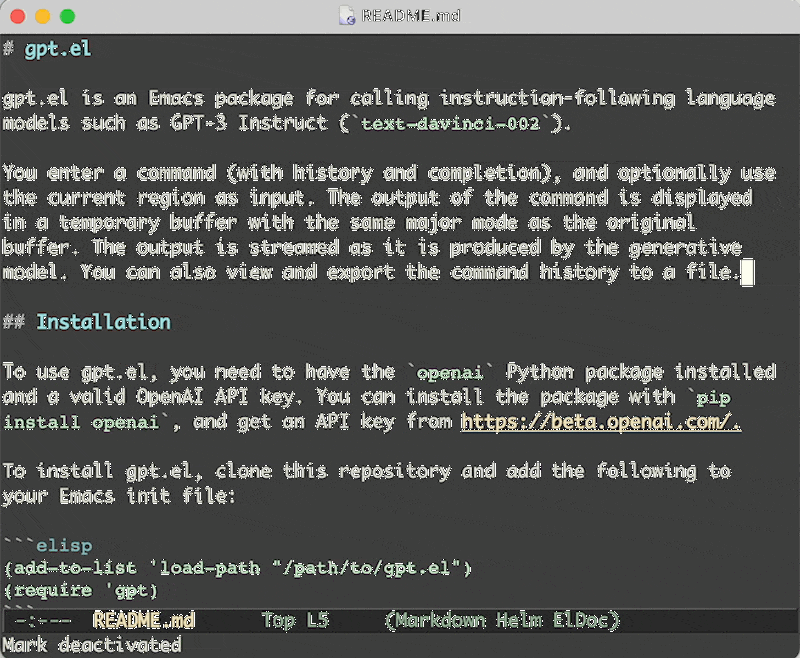 README.md
# gpt.el
gpt.el is an Emacs package for calling instruction-following language
models such as GPT-3 Instruct (`text-davinci-002`).
You enter a command (with history and completion), and optionally use
the current region as input. The output of the command is displayed
in a temporary buffer with the same major mode as the original
buffer. The output is streamed as it is produced by the generative
model. You can also view and export the command history to a file.
## Installation
To use gpt.el, you need to have the `openai` Python package installed
and a valid OpenAI API key. You can install the package with `pip
install openai`, and get an API key from https://beta.openai.com/.
To install gpt.el, clone this repository and add the following to
your Emacs init file:
```elisp
(add-to-list 'load-path "/path/to/gpt.el")
(require 'gpt)
```
-:--- README.md Top L5 (Markdown Helm ElDoc)
Mark deactivated